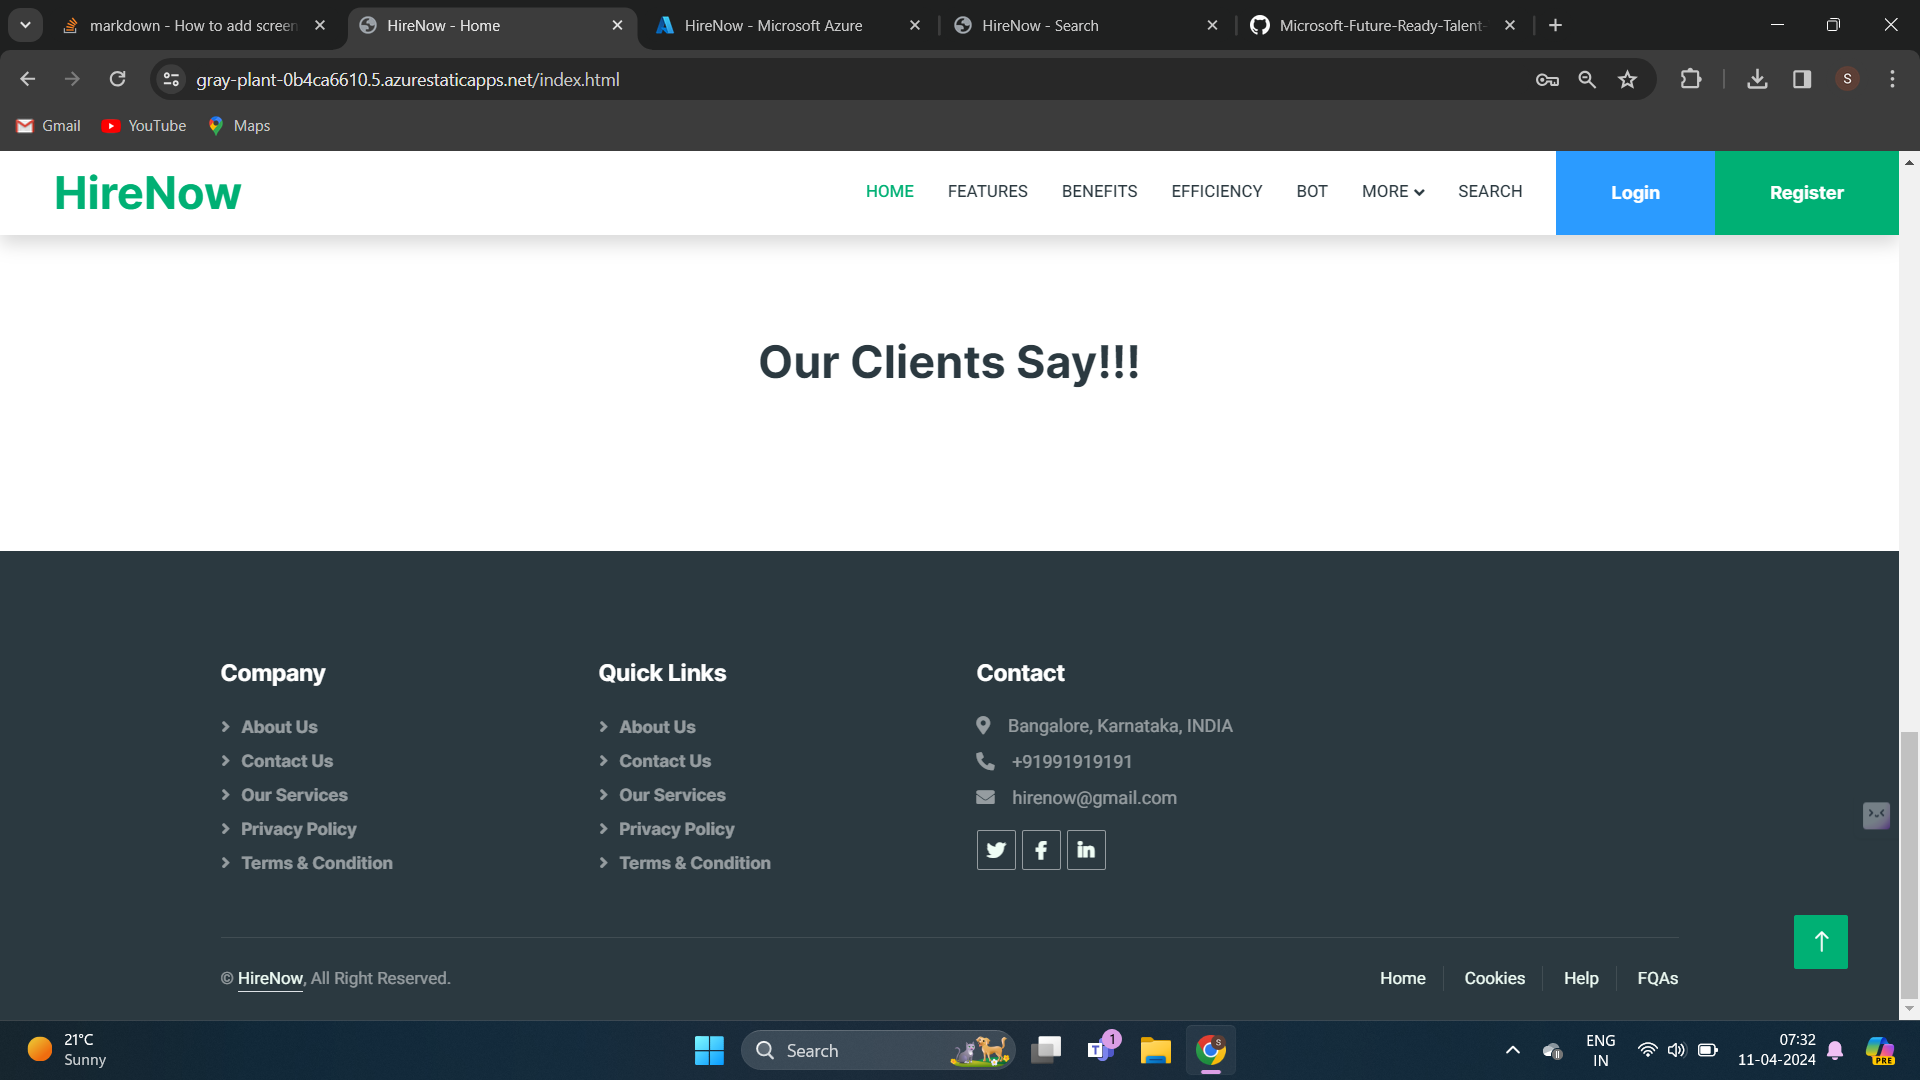 markdown - How to add screen
HireNow - Home
HireNow - Microsoft Azure
HireNow - Search
Microsoft-Future-Ready-Talent-
gray-plant-0b4ca6610.5.azurestaticapps.net/index.html
S
Gmail
YouTube
Maps
HireNow
HOME
FEATURES
BENEFITS
EFFICIENCY
BOT
MORE
SEARCH
Login
Register
Our Clients Say!!!
Company
About Us
Contact Us
Our Services
Privacy Policy
Terms & Condition
Quick Links
About Us
Contact Us
Our Services
Privacy Policy
Terms & Condition
Contact
Bangalore, Karnataka, INDIA
+91991919191
hirenow@gmail.com
© HireNow, All Right Reserved.
Home
Cookies
Help
FQAs
21°C
Sunny
Search
1
T
S
ENG
IN
07:32
11-04-2024
PRE